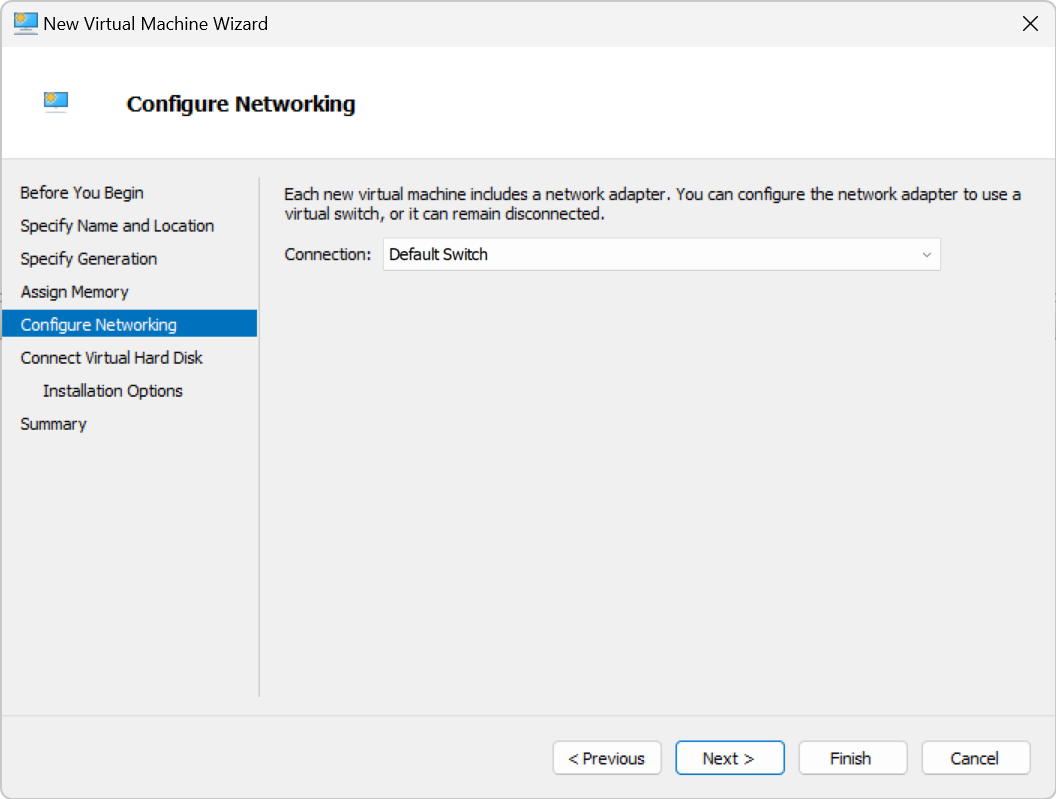 New Virtual Machine Wizard
Configure Networking
Before You Begin
Specify Name and Location
Specify Generation
Assign Memory
Configure Networking
Connect Virtual Hard Disk
Installation Options
Summary
Each new virtual machine includes a network adapter. You can configure the network adapter to use a
virtual switch, or it can remain disconnected.
Connection: Default Switch
< Previous Next > Finish Cancel